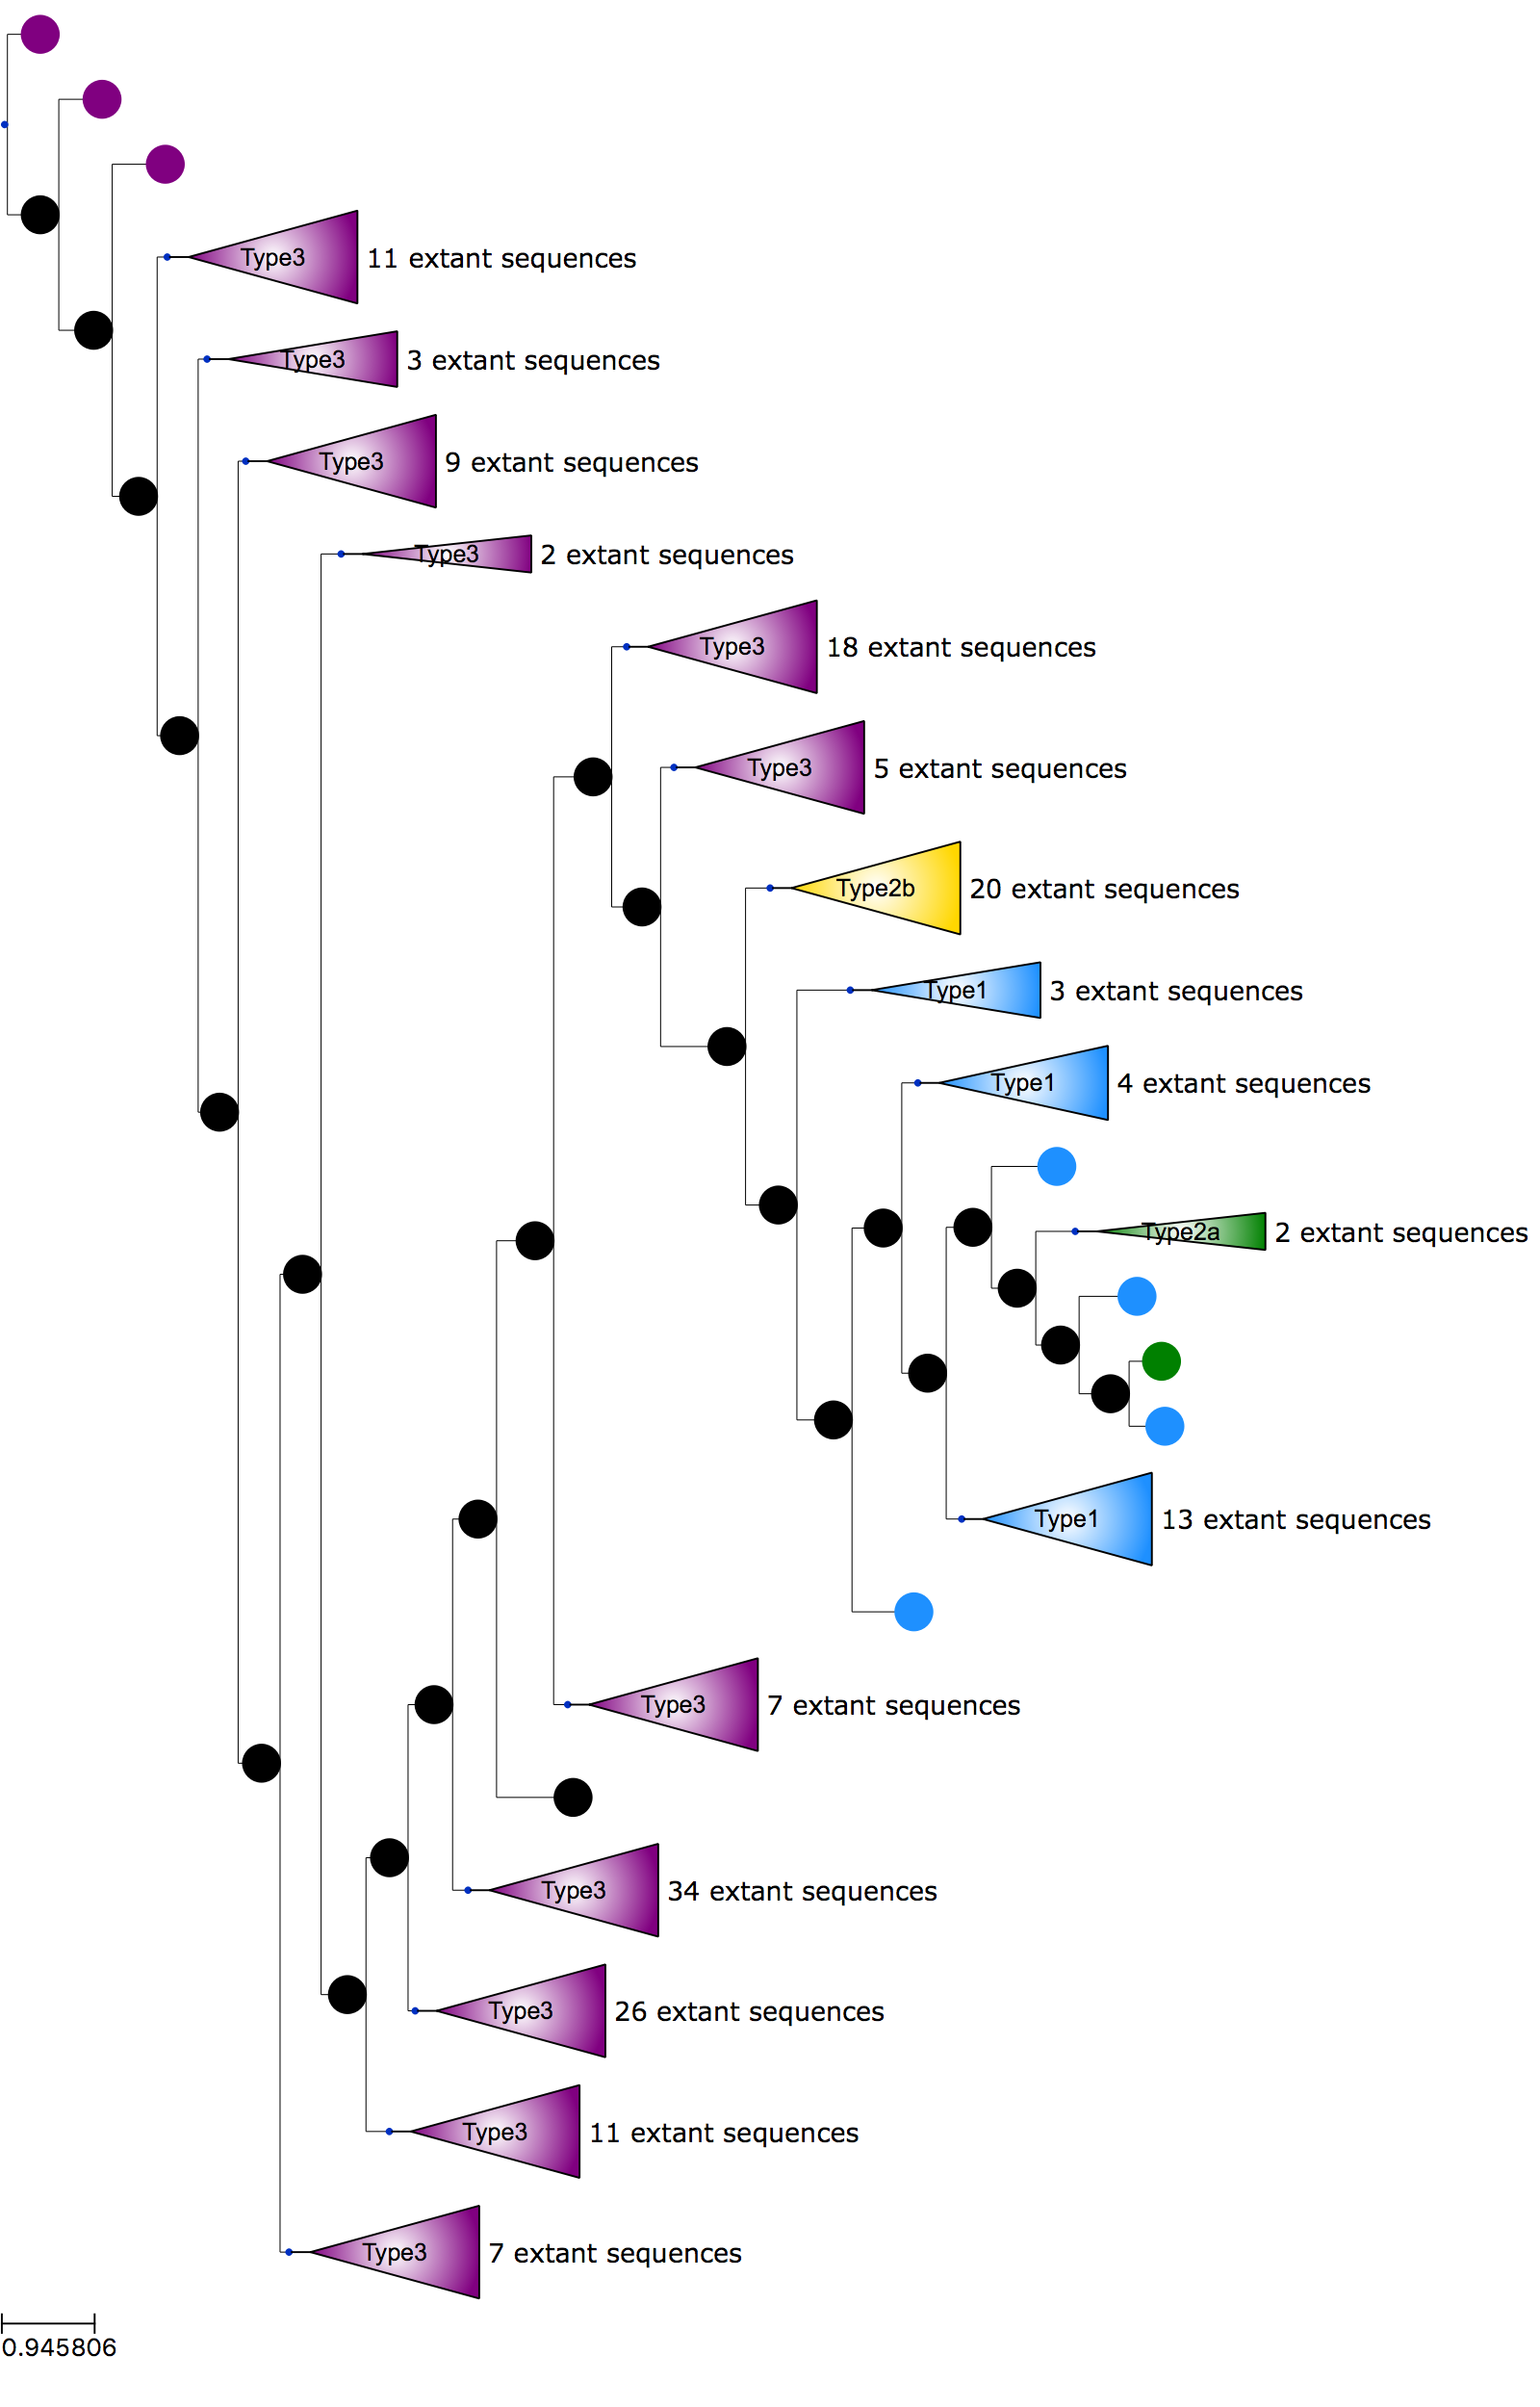 Type3 11 extant sequences
Type3 3 extant sequences
Type3 9 extant sequences
Type3 2 extant sequences
Type3 18 extant sequences
Type3 5 extant sequences
Type2b 20 extant sequences
Type1 3 extant sequences
Type1 4 extant sequences
Type2a 2 extant sequences
Type1 13 extant sequences
Type3 7 extant sequences
Type3 34 extant sequences
Type3 26 extant sequences
Type3 11 extant sequences
Type3 7 extant sequences
0.945806